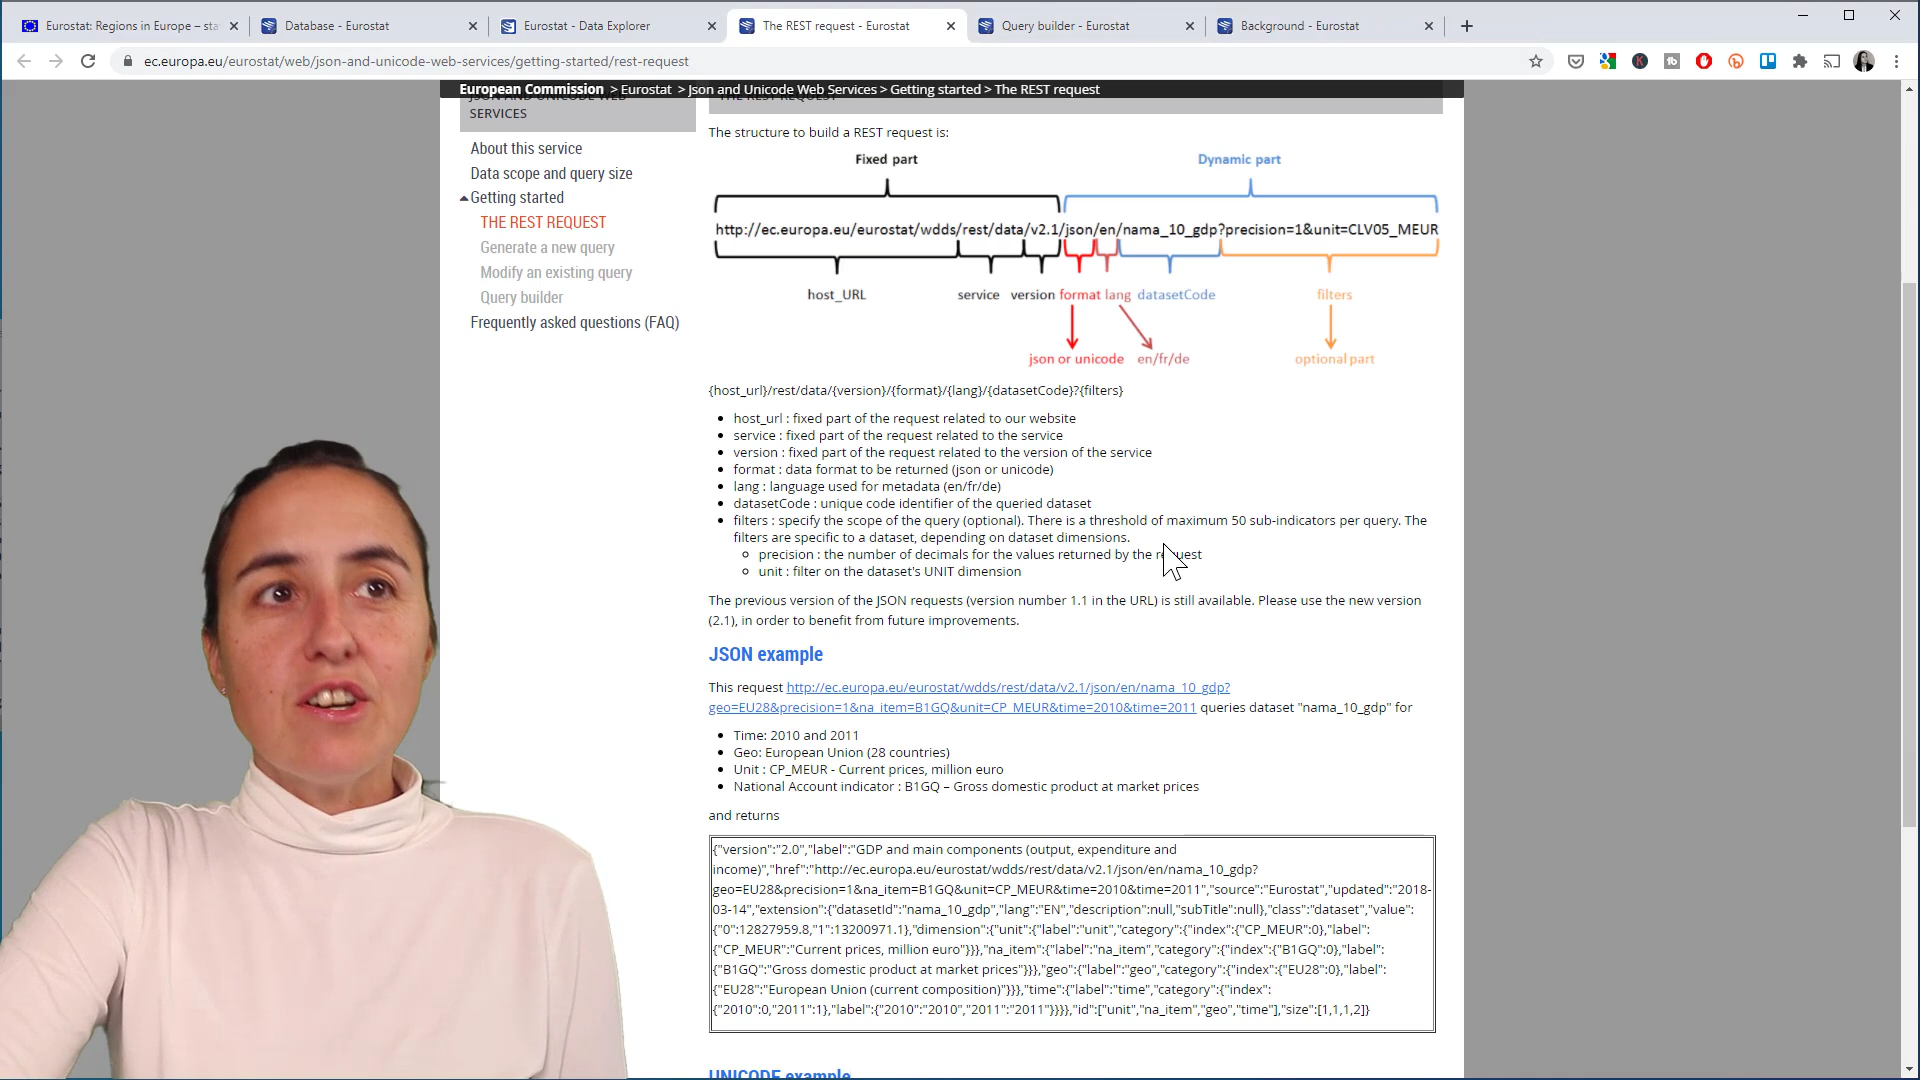 Eurostat: Regions in Europe – sta
Database - Eurostat
Eurostat - Data Explorer
The REST request - Eurostat
Query builder - Eurostat
Background - Eurostat
ec.europa.eu/eurostat/web/json-and-unicode-web-services/getting-started/rest-request
European Commission > Eurostat > Json and Unicode Web Services > Getting started > The REST request
JSON AND UNICODE WEB
SERVICES
About this service
Data scope and query size
Getting started
THE REST REQUEST
Generate a new query
Modify an existing query
Query builder
Frequently asked questions (FAQ)
THE REST REQUEST
The structure to build a REST request is:
Fixed part
Dynamic part
http://ec.europa.eu/eurostat/wdds/rest/data/v2.1/json/en/nama_10_gdp?precision=1&unit=CLV05_MEUR
host_URL service version format lang datasetCode filters
json or unicode en/fr/de optional part
{host_url}/rest/data/{version}/{format}/{lang}/{datasetCode}?{filters}
host_url : fixed part of the request related to our website
service : fixed part of the request related to the service
version : fixed part of the request related to the version of the service
format : data format to be returned (json or unicode)
lang : language used for metadata (en/fr/de)
datasetCode : unique code identifier of the queried dataset
filters : specify the scope of the query (optional). There is a threshold of maximum 50 sub-indicators per query. The
filters are specific to a dataset, depending on dataset dimensions.
precision : the number of decimals for the values returned by the request
unit : filter on the dataset's UNIT dimension
The previous version of the JSON requests (version number 1.1 in the URL) is still available. Please use the new version
(2.1), in order to benefit from future improvements.
JSON example
This request http://ec.europa.eu/eurostat/wdds/rest/data/v2.1/json/en/nama_10_gdp?
geo=EU28&precision=1&na_item=B1GQ&unit=CP_MEUR&time=2010&time=2011 queries dataset "nama_10_gdp" for
Time: 2010 and 2011
Geo: European Union (28 countries)
Unit : CP_MEUR - Current prices, million euro
National Account indicator : B1GQ – Gross domestic product at market prices
and returns
{"version":"2.0","label":"GDP and main components (output, expenditure and
income)","href":"http://ec.europa.eu/eurostat/wdds/rest/data/v2.1/json/en/nama_10_gdp?
geo=EU28&precision=1&na_item=B1GQ&unit=CP_MEUR&time=2010&time=2011","source":"Eurostat","updated":"2018-
03-14","extension":{"datasetId":"nama_10_gdp","lang":"EN","description":null,"subTitle":null},"class":"dataset","value":
{"0":12827959.8,"1":13200971.1},"dimension":{"unit":{"label":"unit","category":{"index":{"CP_MEUR":0},"label":
{"CP_MEUR":"Current prices, million euro"}}},"na_item":{"label":"na_item","category":{"index":{"B1GQ":0},"label":
{"B1GQ":"Gross domestic product at market prices"}}},"geo":{"label":"geo","category":{"index":{"EU28":0},"label":
{"EU28":"European Union (current composition)"}}},"time":{"label":"time","category":{"index":
{"2010":0,"2011":1},"label":{"2010":"2010","2011":"2011"}}}},"id":["unit","na_item","geo","time"],"size":[1,1,1,2]}
UNICODE example